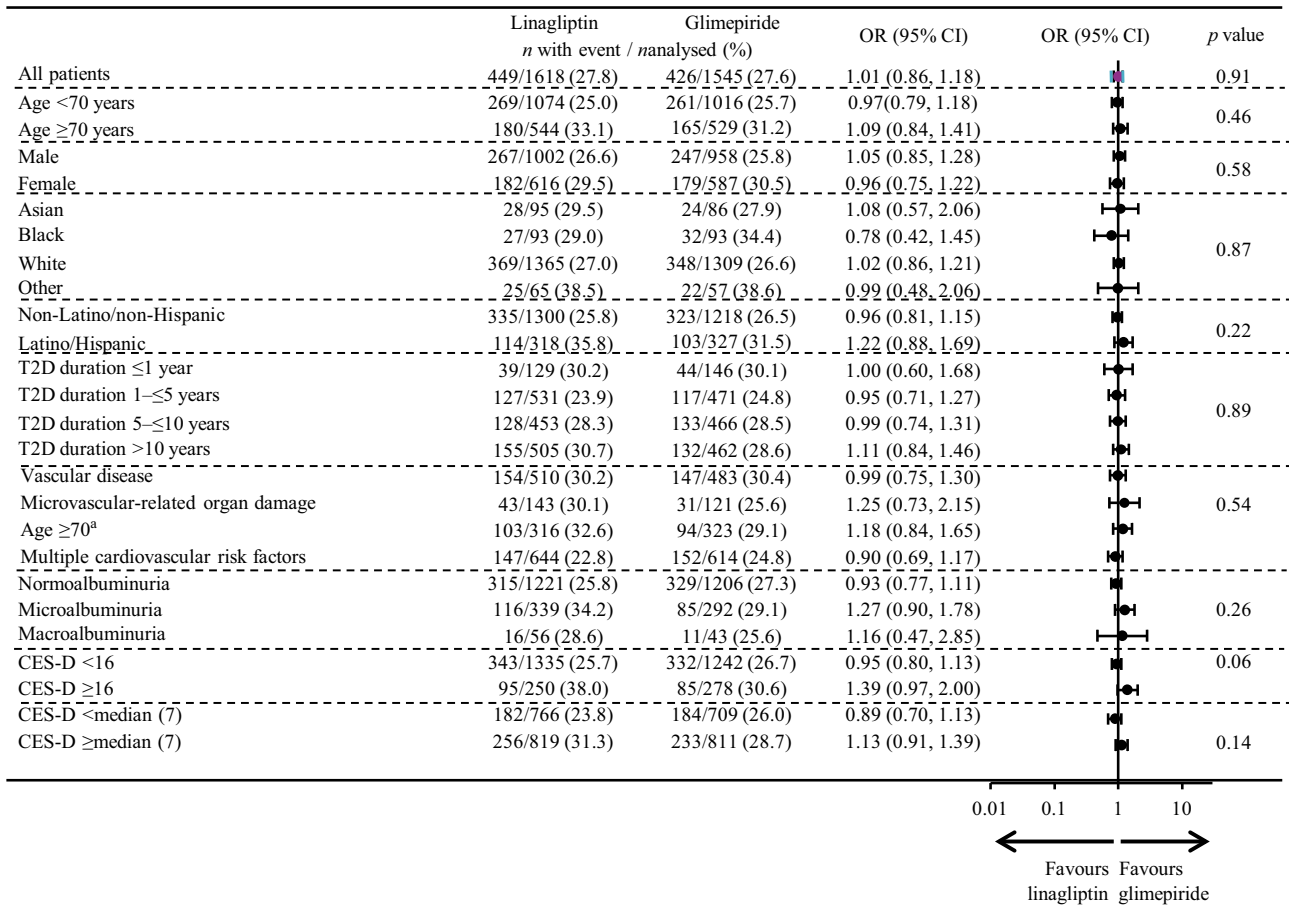 Linagliptin Glimepiride OR (95% CI) OR (95% CI) p value
n with event / nanalysed (%)
All patients 449/1618 (27.8) 426/1545 (27.6) 1.01 (0.86, 1.18) 0.91
Age <70 years 269/1074 (25.0) 261/1016 (25.7) 0.97(0.79, 1.18)
0.46
Age ≥70 years 180/544 (33.1) 165/529 (31.2) 1.09 (0.84, 1.41)
Male 267/1002 (26.6) 247/958 (25.8) 1.05 (0.85, 1.28)
0.58
Female 182/616 (29.5) 179/587 (30.5) 0.96 (0.75, 1.22)
Asian 28/95 (29.5) 24/86 (27.9) 1.08 (0.57, 2.06)
Black 27/93 (29.0) 32/93 (34.4) 0.78 (0.42, 1.45)
0.87
White 369/1365 (27.0) 348/1309 (26.6) 1.02 (0.86, 1.21)
Other 25/65 (38.5) 22/57 (38.6) 0.99 (0.48, 2.06)
Non-Latino/non-Hispanic 335/1300 (25.8) 323/1218 (26.5) 0.96 (0.81, 1.15)
0.22
Latino/Hispanic 114/318 (35.8) 103/327 (31.5) 1.22 (0.88, 1.69)
T2D duration ≤1 year 39/129 (30.2) 44/146 (30.1) 1.00 (0.60, 1.68)
T2D duration 1–≤5 years 127/531 (23.9) 117/471 (24.8) 0.95 (0.71, 1.27)
0.89
T2D duration 5–≤10 years 128/453 (28.3) 133/466 (28.5) 0.99 (0.74, 1.31)
T2D duration >10 years 155/505 (30.7) 132/462 (28.6) 1.11 (0.84, 1.46)
Vascular disease 154/510 (30.2) 147/483 (30.4) 0.99 (0.75, 1.30)
Microvascular-related organ damage 43/143 (30.1) 31/121 (25.6) 1.25 (0.73, 2.15) 0.54
Age ≥70a 103/316 (32.6) 94/323 (29.1) 1.18 (0.84, 1.65)
Multiple cardiovascular risk factors 147/644 (22.8) 152/614 (24.8) 0.90 (0.69, 1.17)
Normoalbuminuria 315/1221 (25.8) 329/1206 (27.3) 0.93 (0.77, 1.11)
Microalbuminuria 116/339 (34.2) 85/292 (29.1) 1.27 (0.90, 1.78) 0.26
Macroalbuminuria 16/56 (28.6) 11/43 (25.6) 1.16 (0.47, 2.85)
CES-D <16 343/1335 (25.7) 332/1242 (26.7) 0.95 (0.80, 1.13) 0.06
CES-D ≥16 95/250 (38.0) 85/278 (30.6) 1.39 (0.97, 2.00)
CES-D <median (7) 182/766 (23.8) 184/709 (26.0) 0.89 (0.70, 1.13)
CES-D ≥median (7) 256/819 (31.3) 233/811 (28.7) 1.13 (0.91, 1.39) 0.14
0.01 0.1 1 10
Favours Favours
linagliptin glimepiride